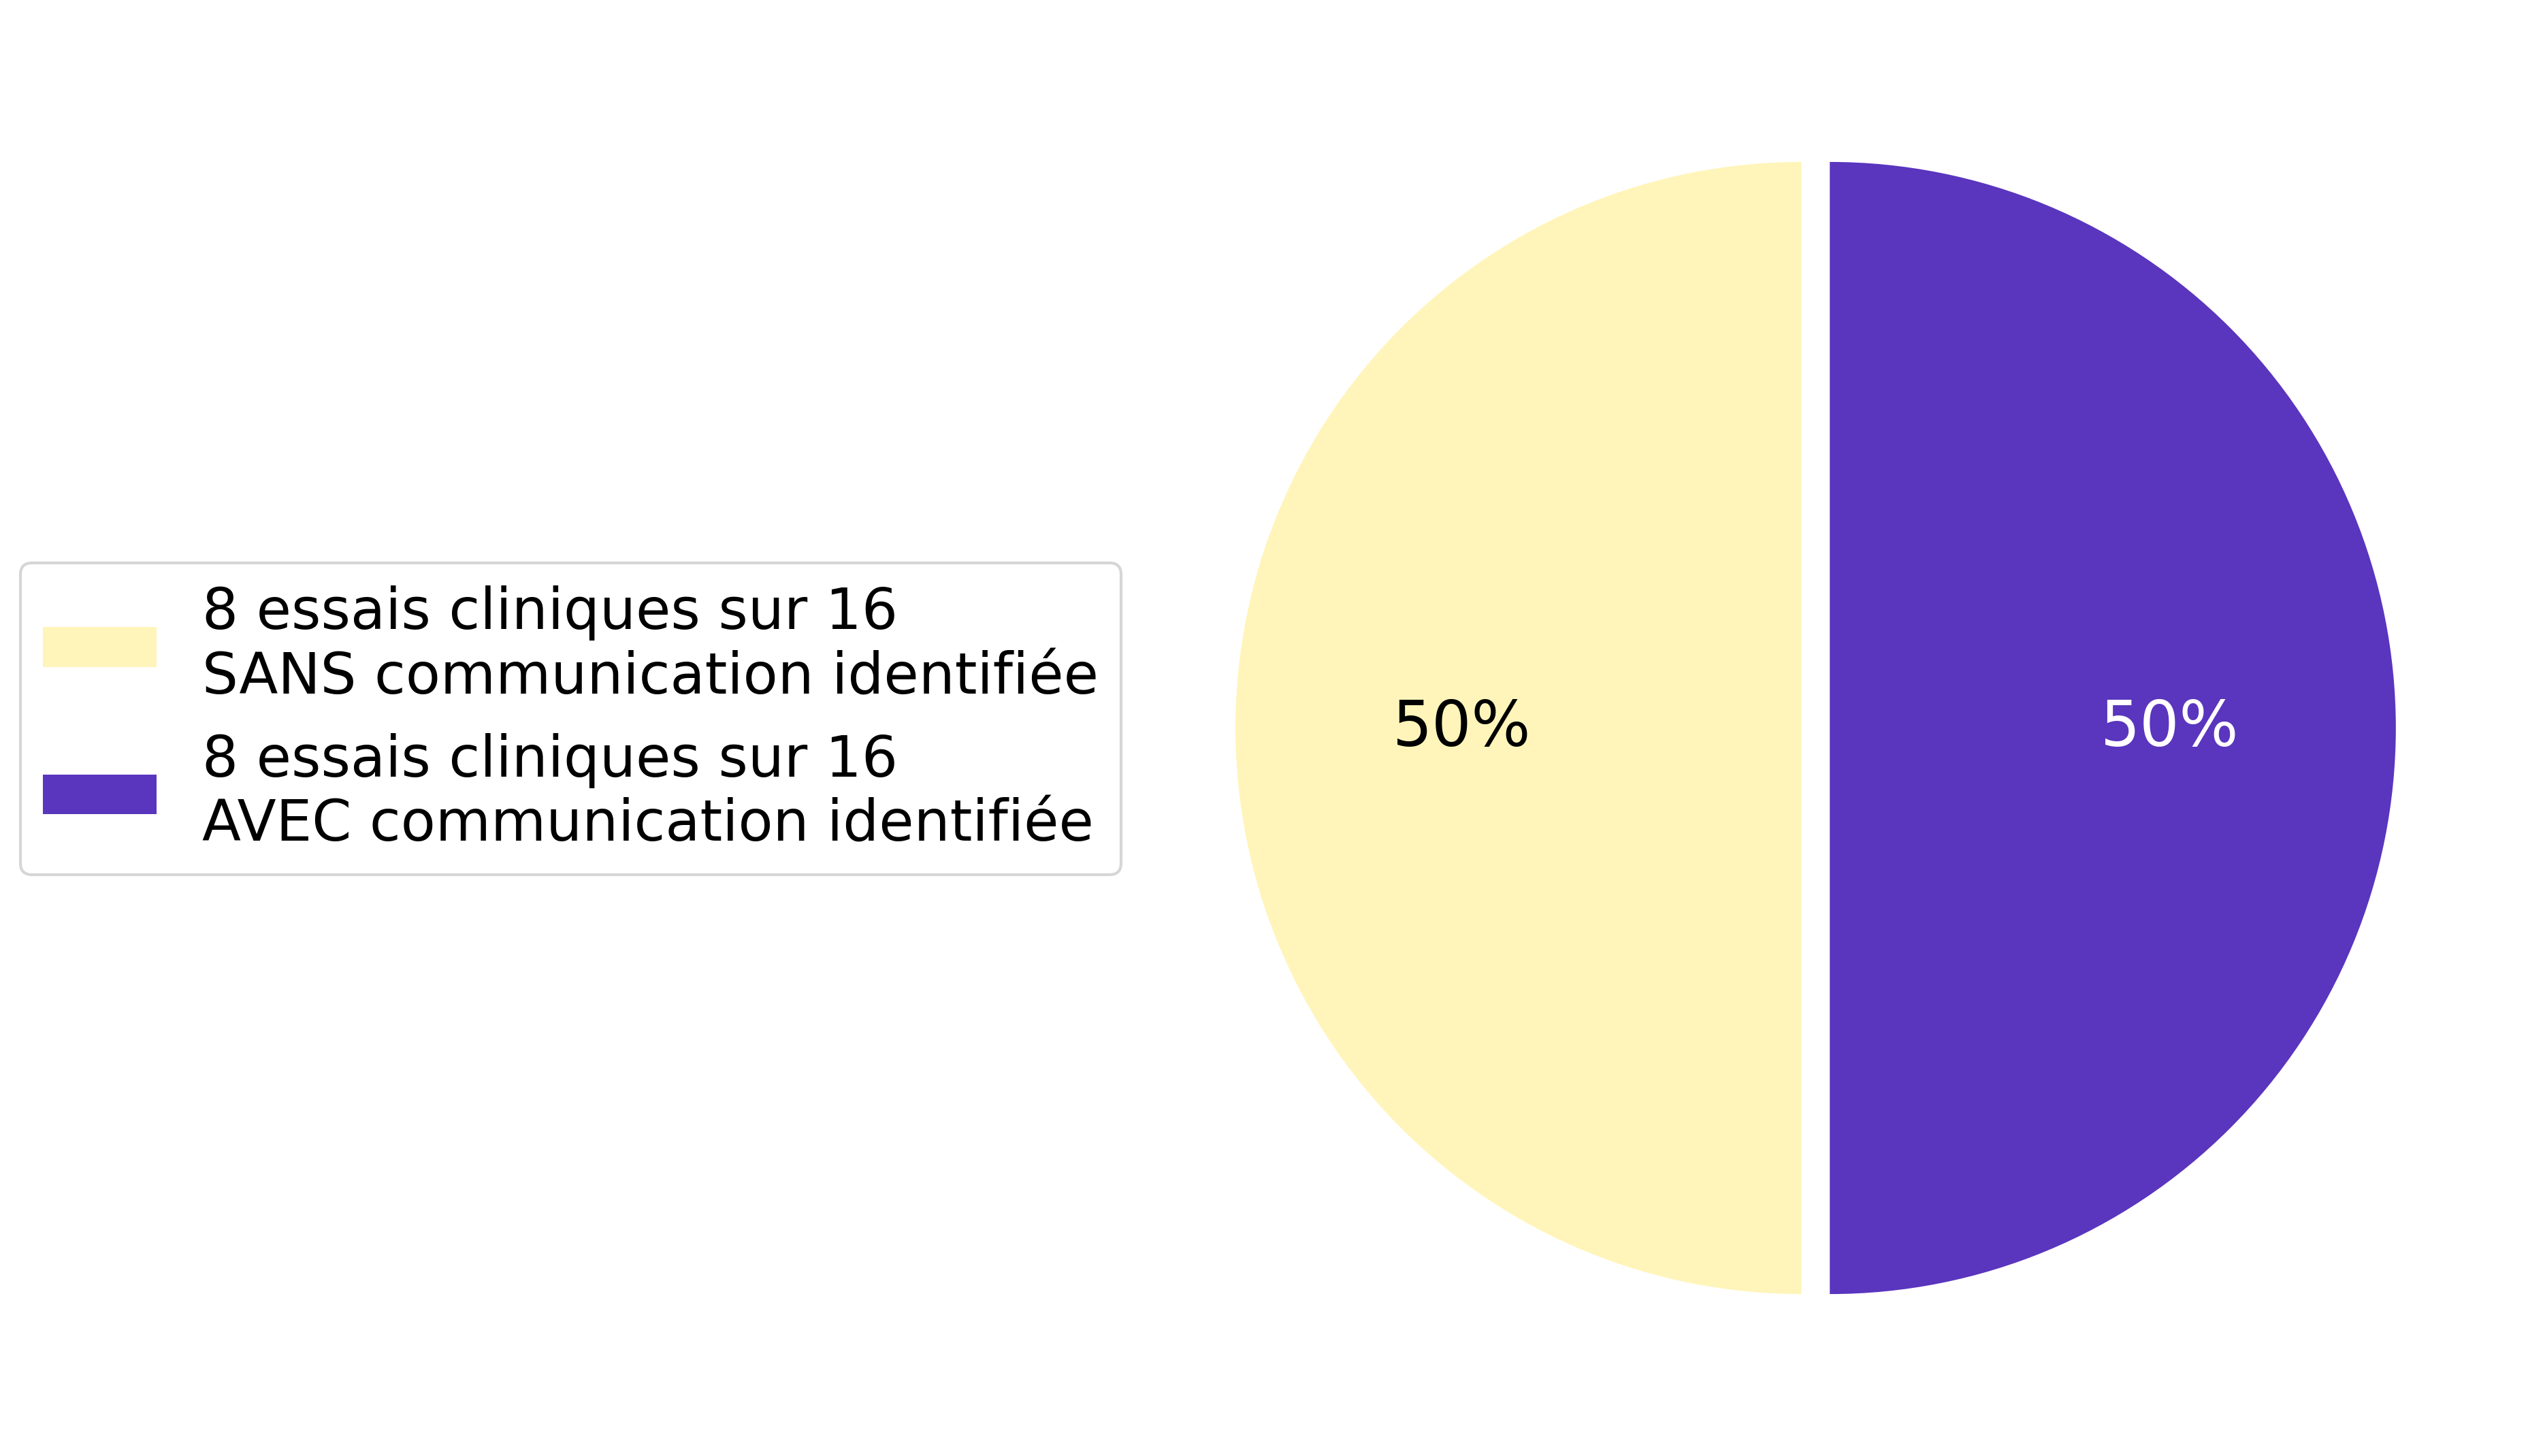 8 essais cliniques sur 16
SANS communication identifiée
8 essais cliniques sur 16
AVEC communication identifiée
50%
50%